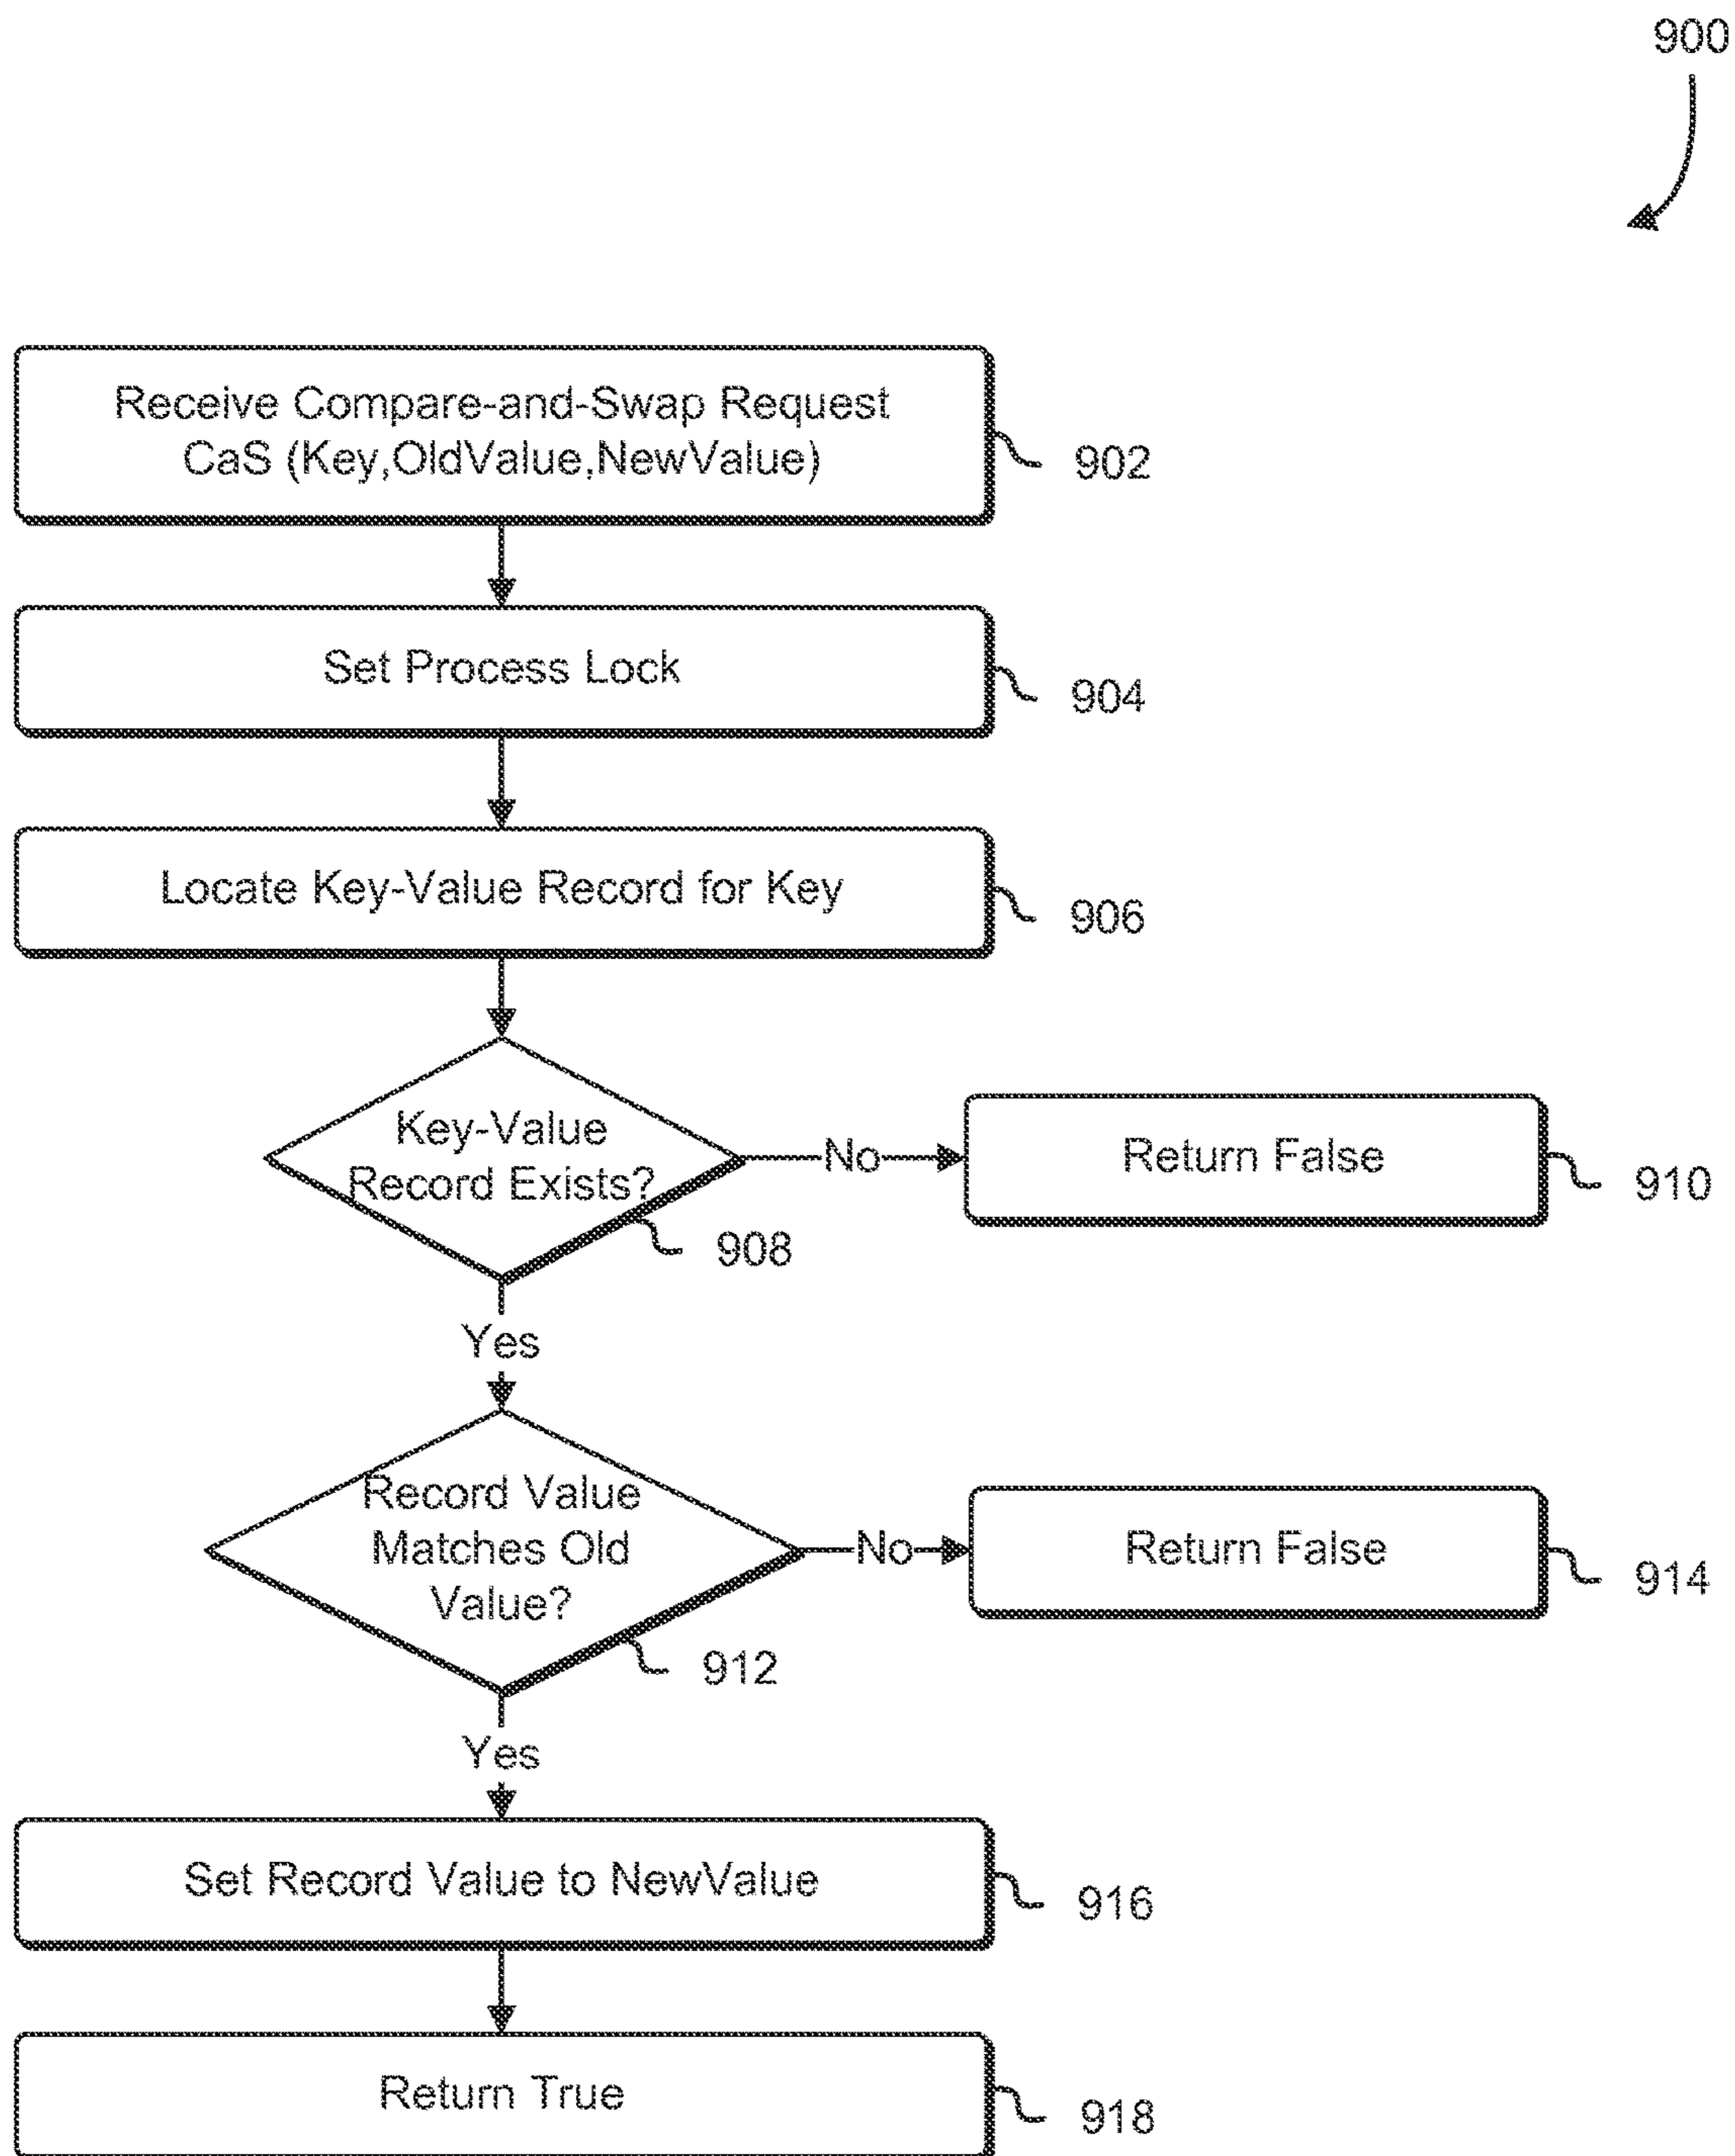 900
Receive Compare-and-Swap Request
CaS (Key,OldValue,NewValue)
902
Set Process Lock
904
Locate Key-Value Record for Key
906
Key-Value
Record Exists?
908
No
Return False
910
Yes
Record Value
Matches Old
Value?
912
No
Return False
914
Yes
Set Record Value to NewValue
916
Return True
918